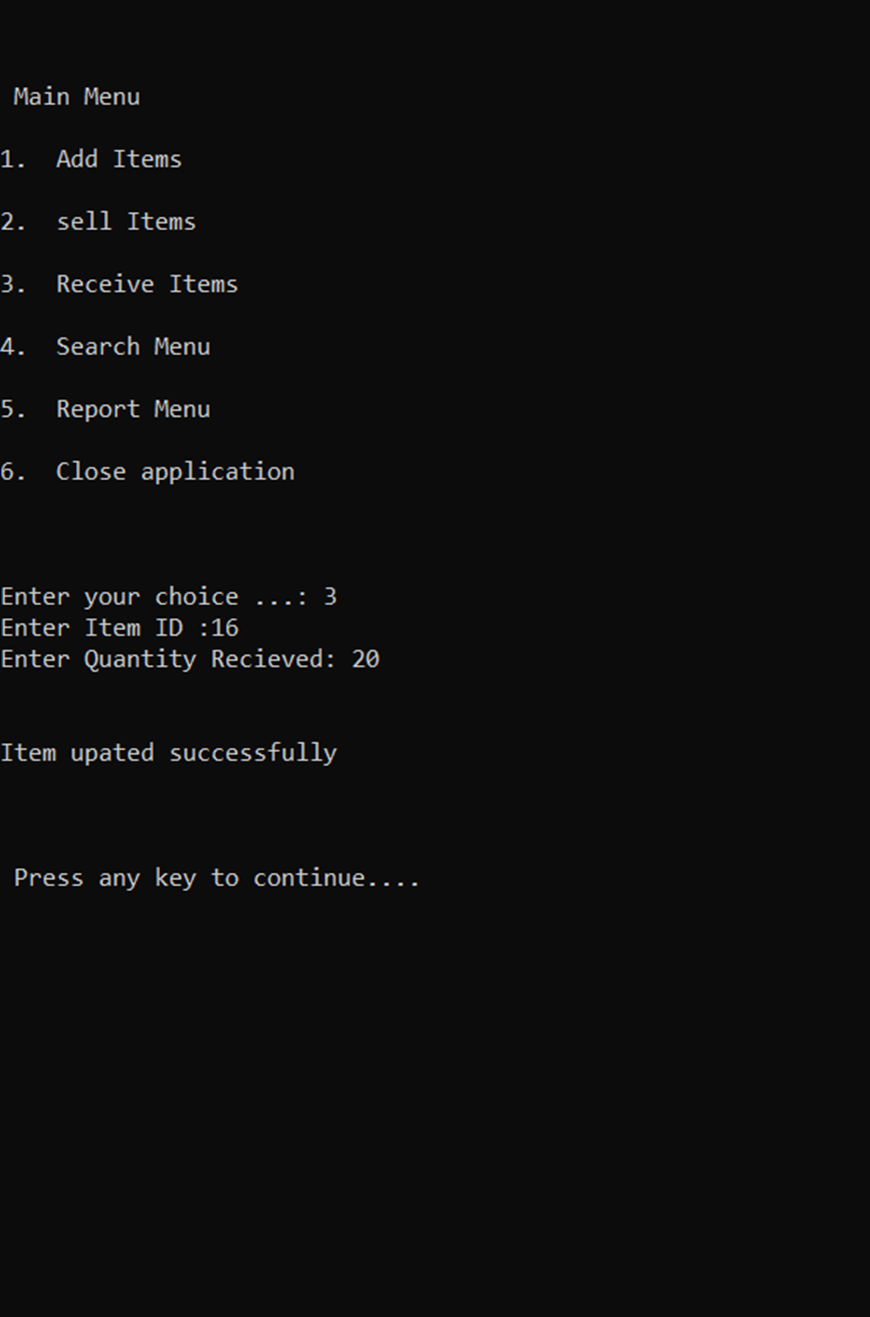 Main Menu
1.  Add Items
2.  sell Items
3.  Receive Items
4.  Search Menu
5.  Report Menu
6.  Close application
Enter your choice ...: 3
Enter Item ID :16
Enter Quantity Recieved: 20
Item upated successfully
Press any key to continue....